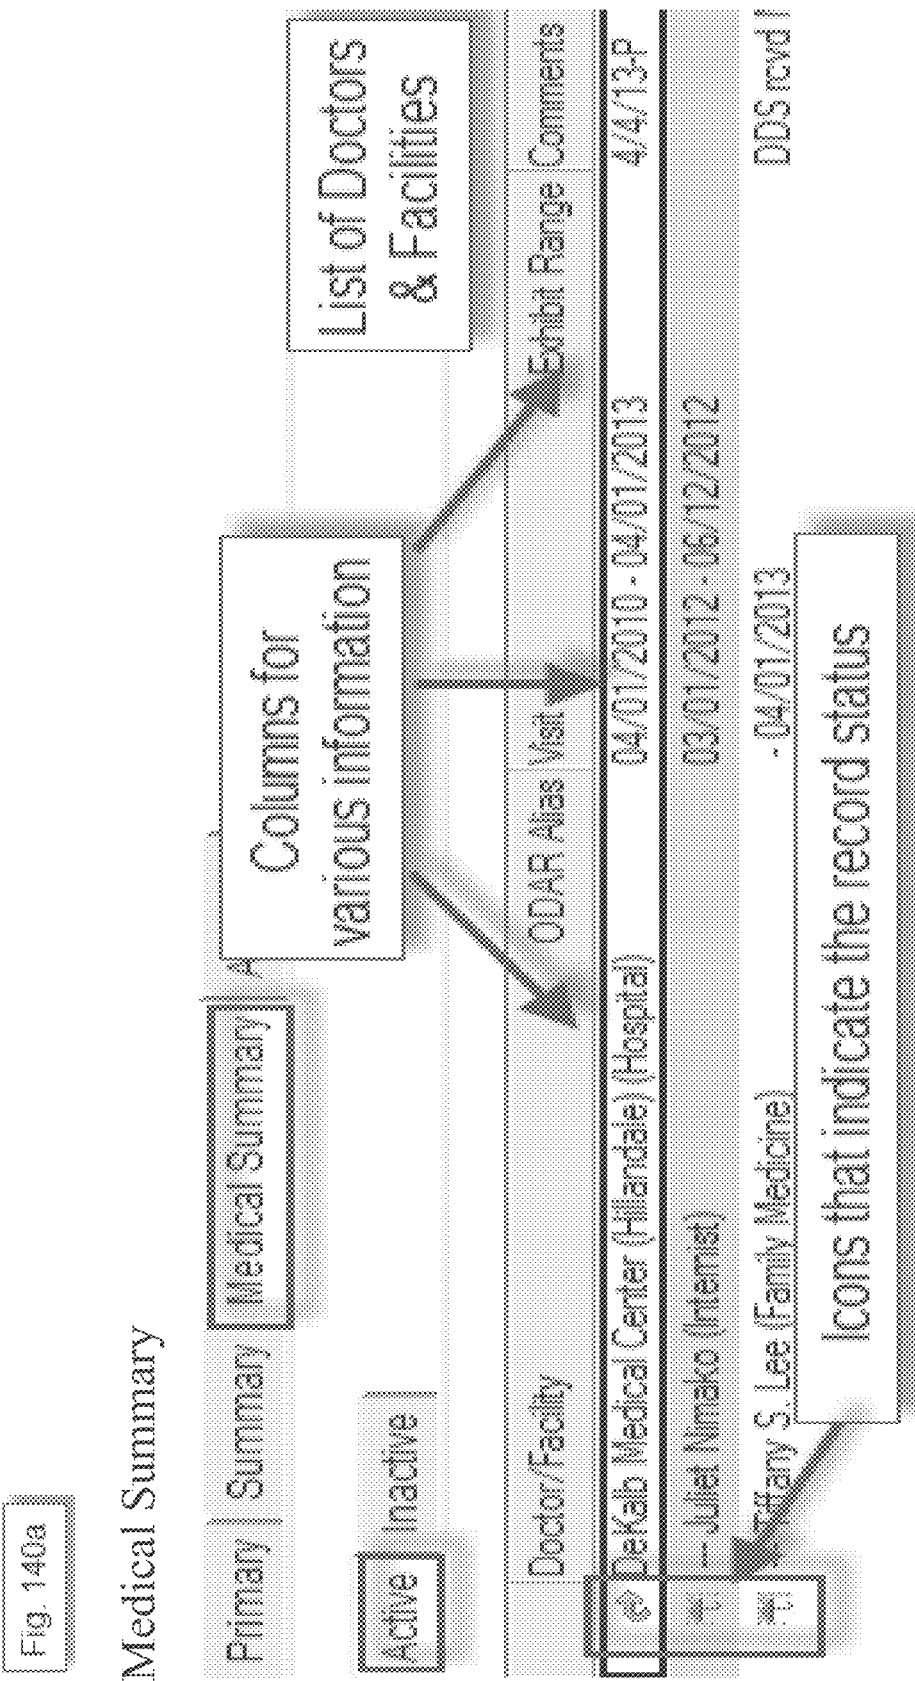 Fig. 140a
Medical Summary
Primary Summary Medical Summary A
Columns for
various information
List of Doctors
& Facilities
Active Inactive
Doctor/Facility ODAR Alias Visit Exhibit Range Comments
DeKalb Medical Center (Hillandale) (Hospital) 04/01/2010 - 04/01/2013 4/4/13-P
--- Juliet Nimako (Internist) 03/01/2012 - 06/12/2012
Tiffany S. Lee (Family Medicine) - 04/01/2013 DDS rcvd
Icons that indicate the record status